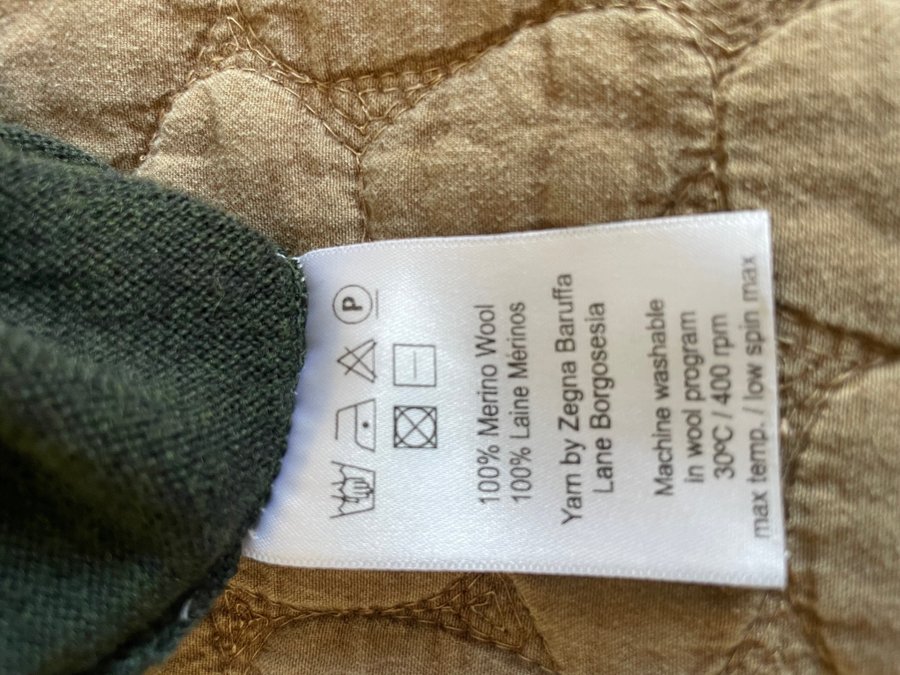 P
100% Merino Wool
100% Laine Mérinos
Yarn by Zegna Baruffa
Lane Borgosesia
Machine washable
in wool program
30ºC / 400 rpm
max temp. / low spin max